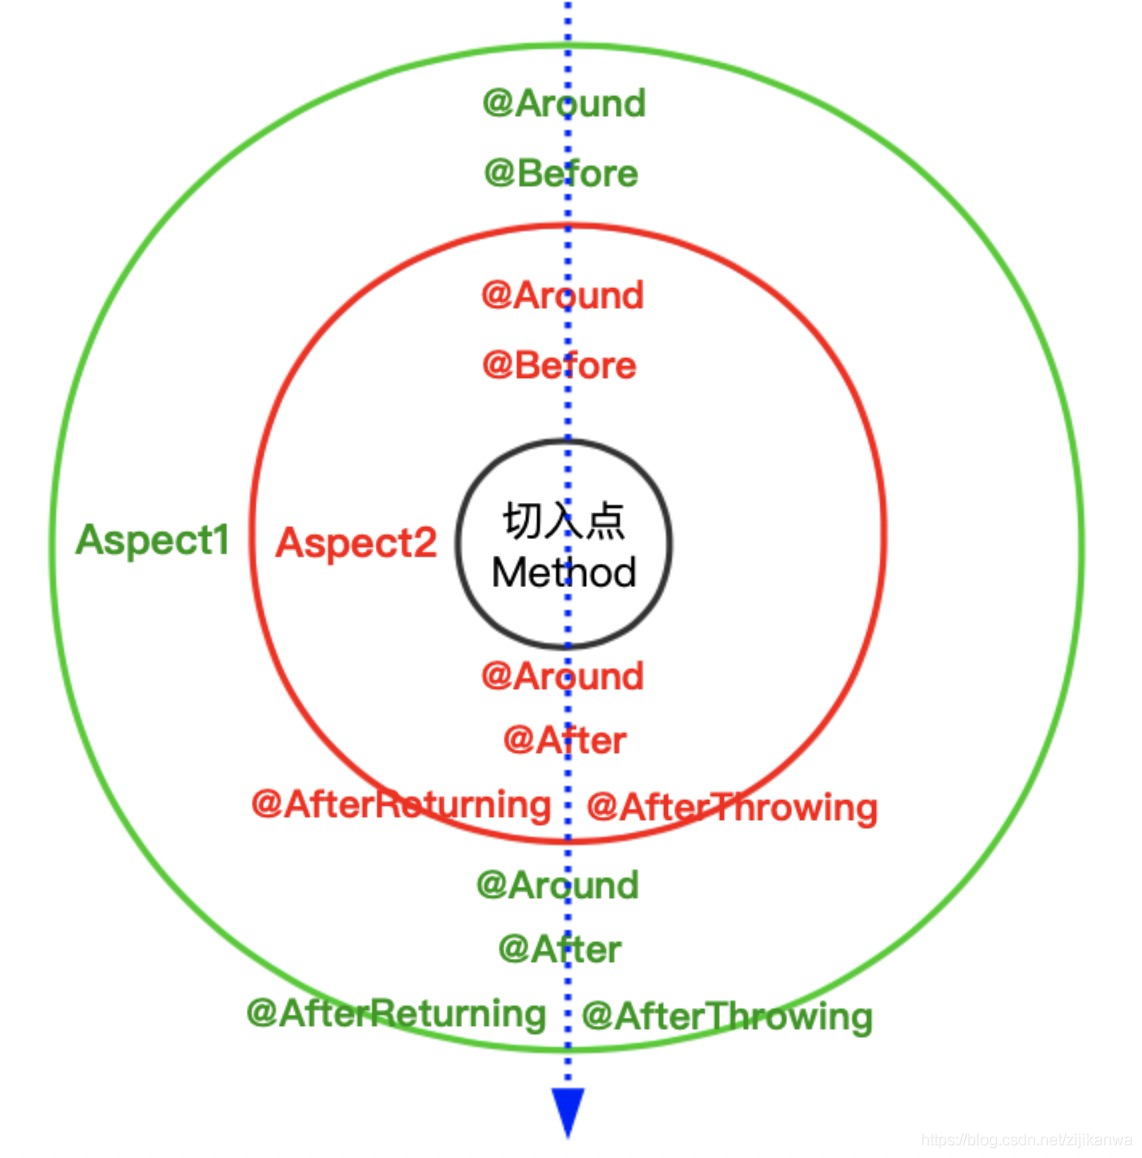 @Around
@Before
@Around
@Before
Aspect1 Aspect2 切入点
Method
@Around
@After
@AfterReturning @AfterThrowing
@Around
@After
@AfterReturning @AfterThrowing
https://blog.csdn.net/zijikanwa